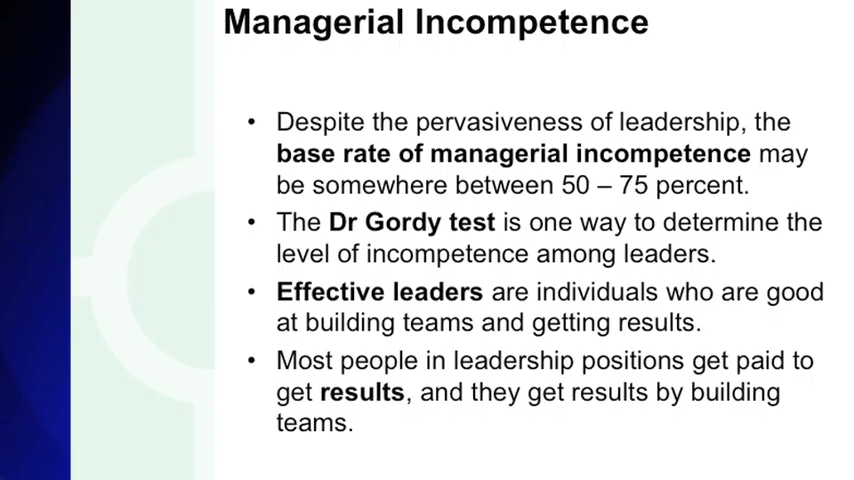 Managerial Incompetence
• Despite the pervasiveness of leadership, the
base rate of managerial incompetence may
be somewhere between 50 – 75 percent.
• The Dr Gordy test is one way to determine the
level of incompetence among leaders.
• Effective leaders are individuals who are good
at building teams and getting results.
• Most people in leadership positions get paid to
get results, and they get results by building
teams.